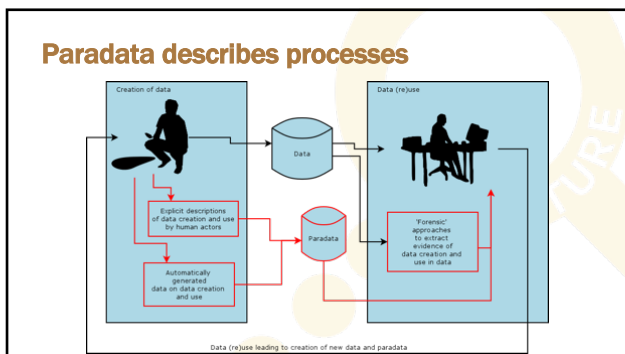 Paradata describes processes
Creation of data
Data (re)use
Data
Explicit descriptions
of data creation and use
by human actors
Paradata
'Forensic'
approaches
to extract
evidence of
data creation and
use in data
Automatically
generated
data on data creation
and use
Data (re)use leading to creation of new data and paradata
TURE